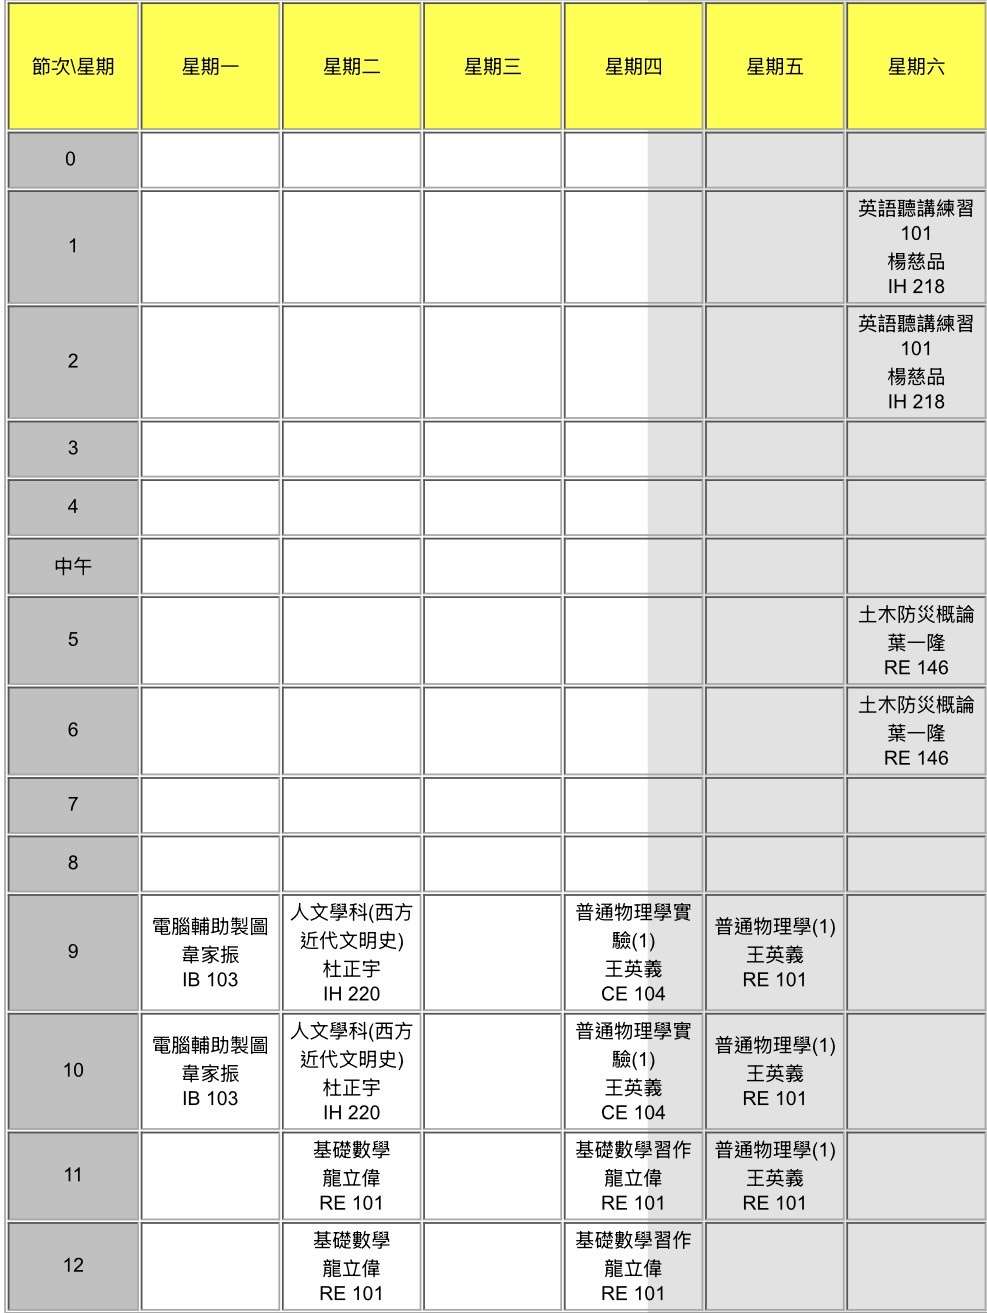 節次\星期 星期一 星期二 星期三 星期四 星期五 星期六
0
1
英語聽講練習
101
楊慈品
IH 218
2
英語聽講練習
101
楊慈品
IH 218
3
4
中午
5
土木防災概論
葉一隆
RE 146
6
土木防災概論
葉一隆
RE 146
7
8
9
電腦輔助製圖
韋家振
IB 103
人文學科(西方
近代文明史)
杜正宇
IH 220
普通物理學實
驗(1)
王英義
CE 104
普通物理學(1)
王英義
RE 101
10
電腦輔助製圖
韋家振
IB 103
人文學科(西方
近代文明史)
杜正宇
IH 220
普通物理學實
驗(1)
王英義
CE 104
普通物理學(1)
王英義
RE 101
11
基礎數學
龍立偉
RE 101
基礎數學習作
龍立偉
RE 101
普通物理學(1)
王英義
RE 101
12
基礎數學
龍立偉
RE 101
基礎數學習作
龍立偉
RE 101